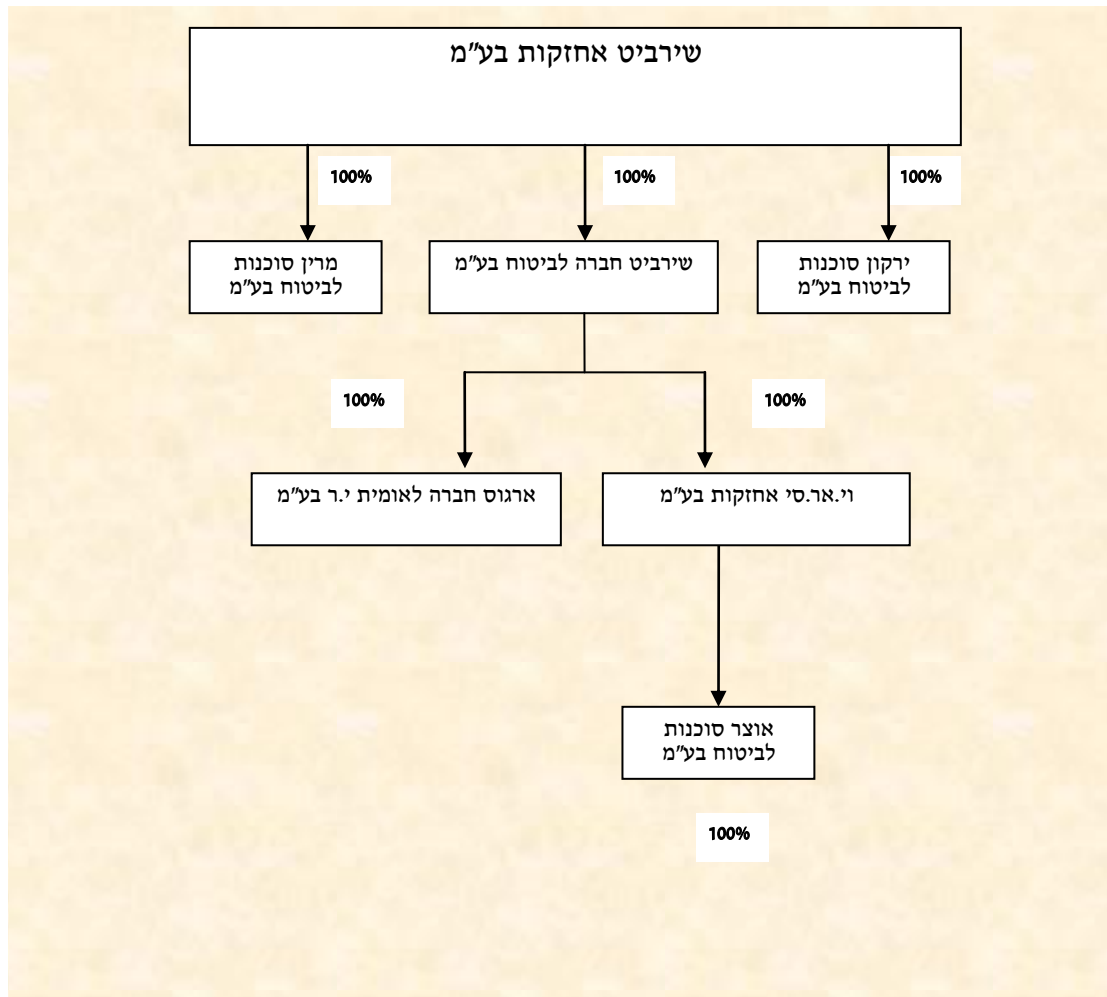 שירביט אחזקות בע"מ
100%
100%
100%
ירקון סוכנות
לביטוח בע"מ
שירביט חברה לביטוח בע"מ
מרין סוכנות
לביטוח בע"מ
100%
100%
וי.אר.סי אחזקות בע"מ
ארגוס חברה לאומית י.ר בע"מ
אוצר סוכנות
לביטוח בע"מ
100%